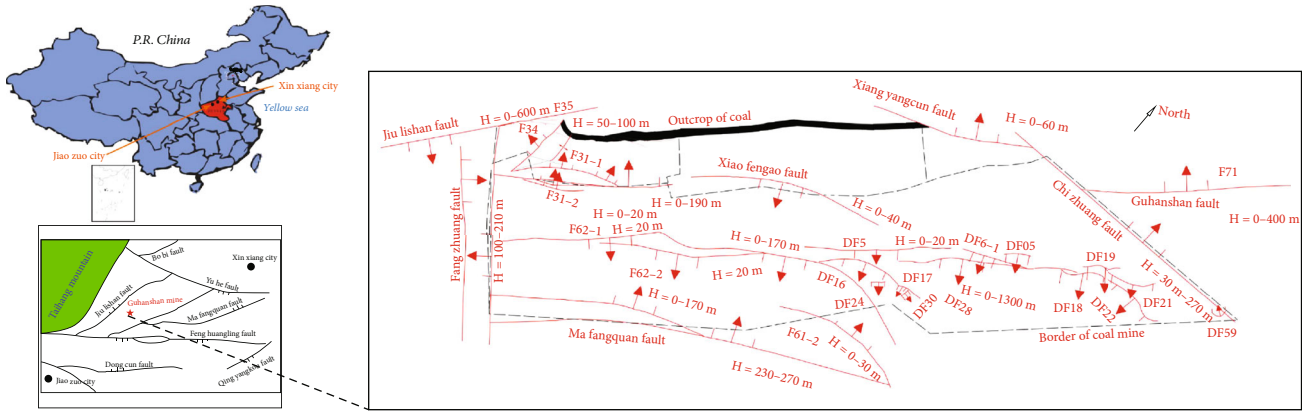 P.R. China
Xin xiang city
Yellow sea
Jiao zuo city
Taihang mountain
Bo bi fault
Xin xiang city
Yu he fault
Jiu lishan fault
Guhanshan mine
Ma fangquan fault
Feng huangling fault
Dong cun fault
Qing yangkou fault
Jiao zuo city
Jiu lishan fault
H = 0–600 m
F35
F34
H = 50–100 m
Outcrop of coal
Xiang yangcun fault
H = 0–60 m
North
F31-1
F31-2
Xiao fengao fault
H = 0–190 m
H = 0–40 m
Chi zhuang fault
F71
Guhanshan fault
H = 0–400 m
Fang zhuang fault
H = 100–210 m
H = 0–20 m
F62-1
H = 20 m
H = 0–170 m
DF5
H = 0–20 m
DF6-1
DF05
DF19
F62-2
H = 20 m
DF16
DF17
DF24
DF30
DF28
H = 0–1300 m
DF18
DF22
DF21
H = 30 m–270 m
DF59
H = 0–170 m
Ma fangquan fault
F61-2
H = 0–30 m
H = 230–270 m
Border of coal mine